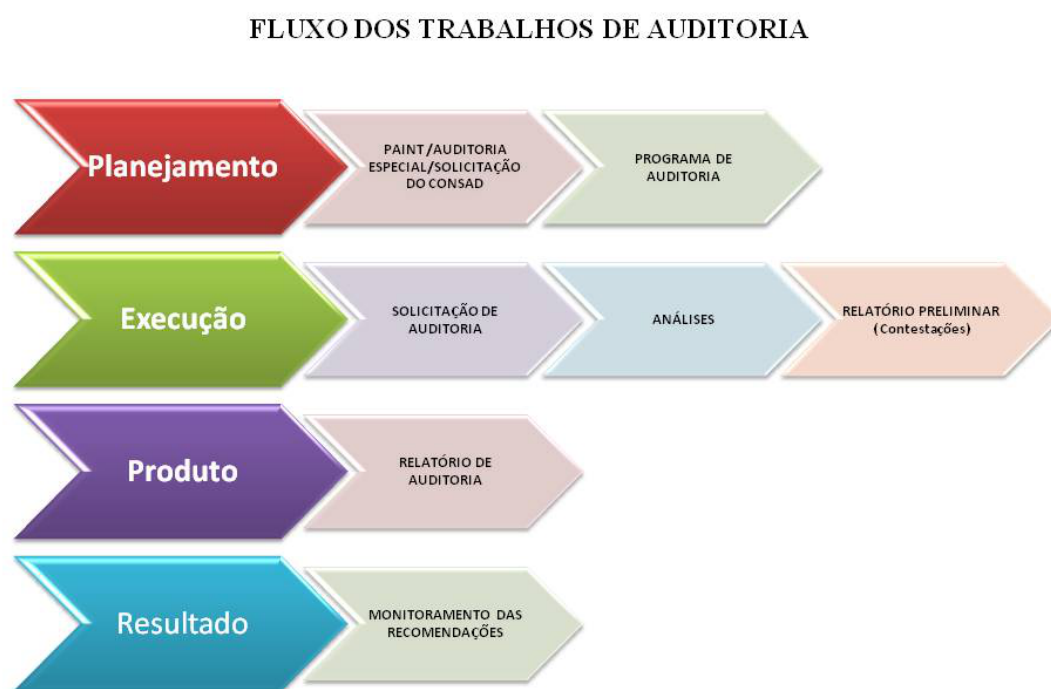 FLUXO DOS TRABALHOS DE AUDITORIA
Planejamento
PAINT /AUDITORIA
ESPECIAL/SOLICITAÇÃO
DO CONSAD
PROGRAMA DE
AUDITORIA
Execução
SOLICITAÇÃO DE
AUDITORIA
ANÁLISES
RELATÓRIO PRELIMINAR
(Contestações)
Produto
RELATÓRIO DE
AUDITORIA
Resultado
MONITORAMENTO DAS
RECOMENDAÇÕES